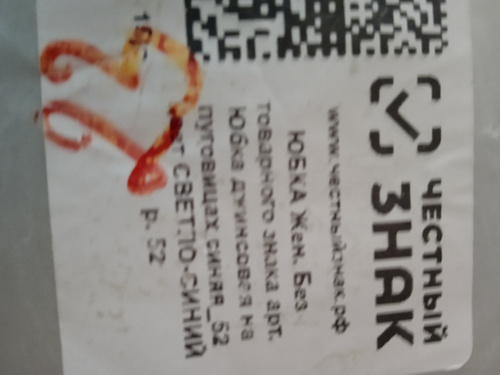 ЧЕСТНЫЙ
ЗНАК
www.честныйзнак.рф
ЮБКА Жен. Без
товарного знака арт.
Юбка джинсовая на
пуговицах синяя_52
СВЕТЛО-СИНИЙ
р. 52